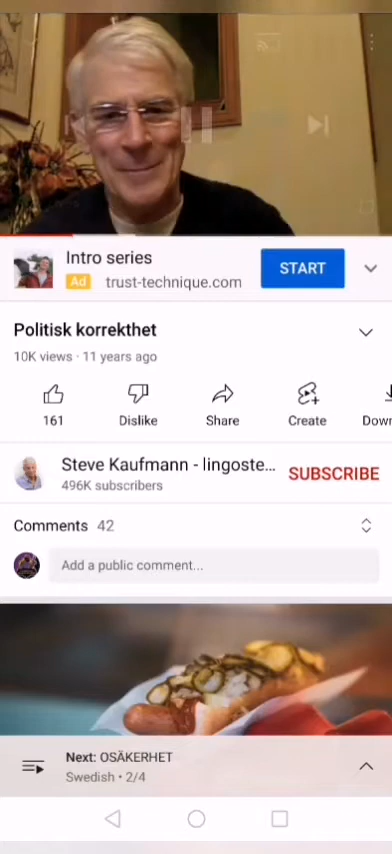 Intro series
START
Ad trust-technique.com
Politisk korrekthet
10K views · 11 years ago
161
Dislike
Share
Create
Down
Steve Kaufmann - lingoste...
SUBSCRIBE
496K subscribers
Comments 42
Add a public comment...
Next: OSÄKERHET
Swedish • 2/4